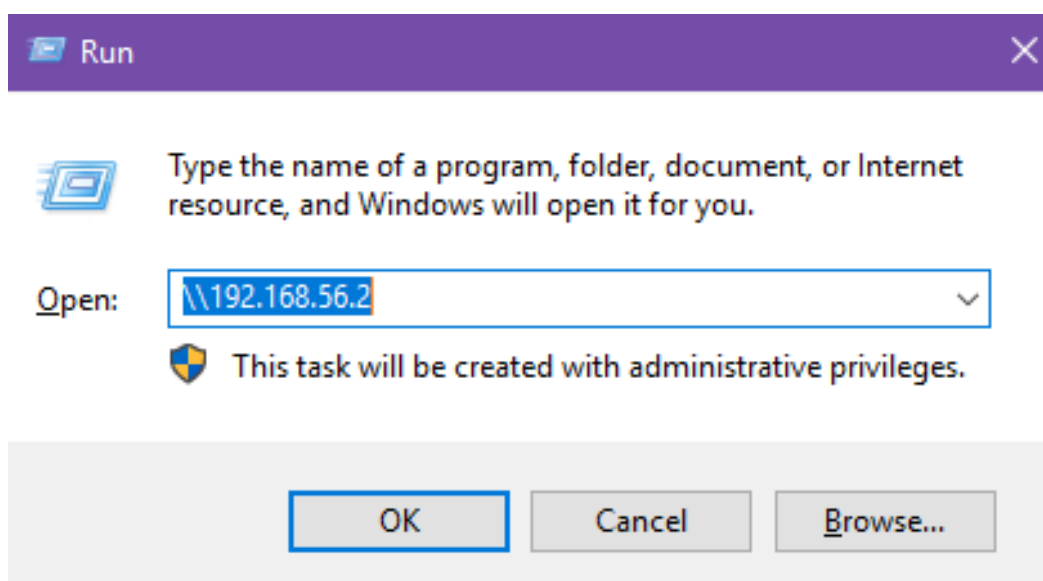 Run
Type the name of a program, folder, document, or Internet
resource, and Windows will open it for you.
Open: \\192.168.56.2
This task will be created with administrative privileges.
OK Cancel Browse...